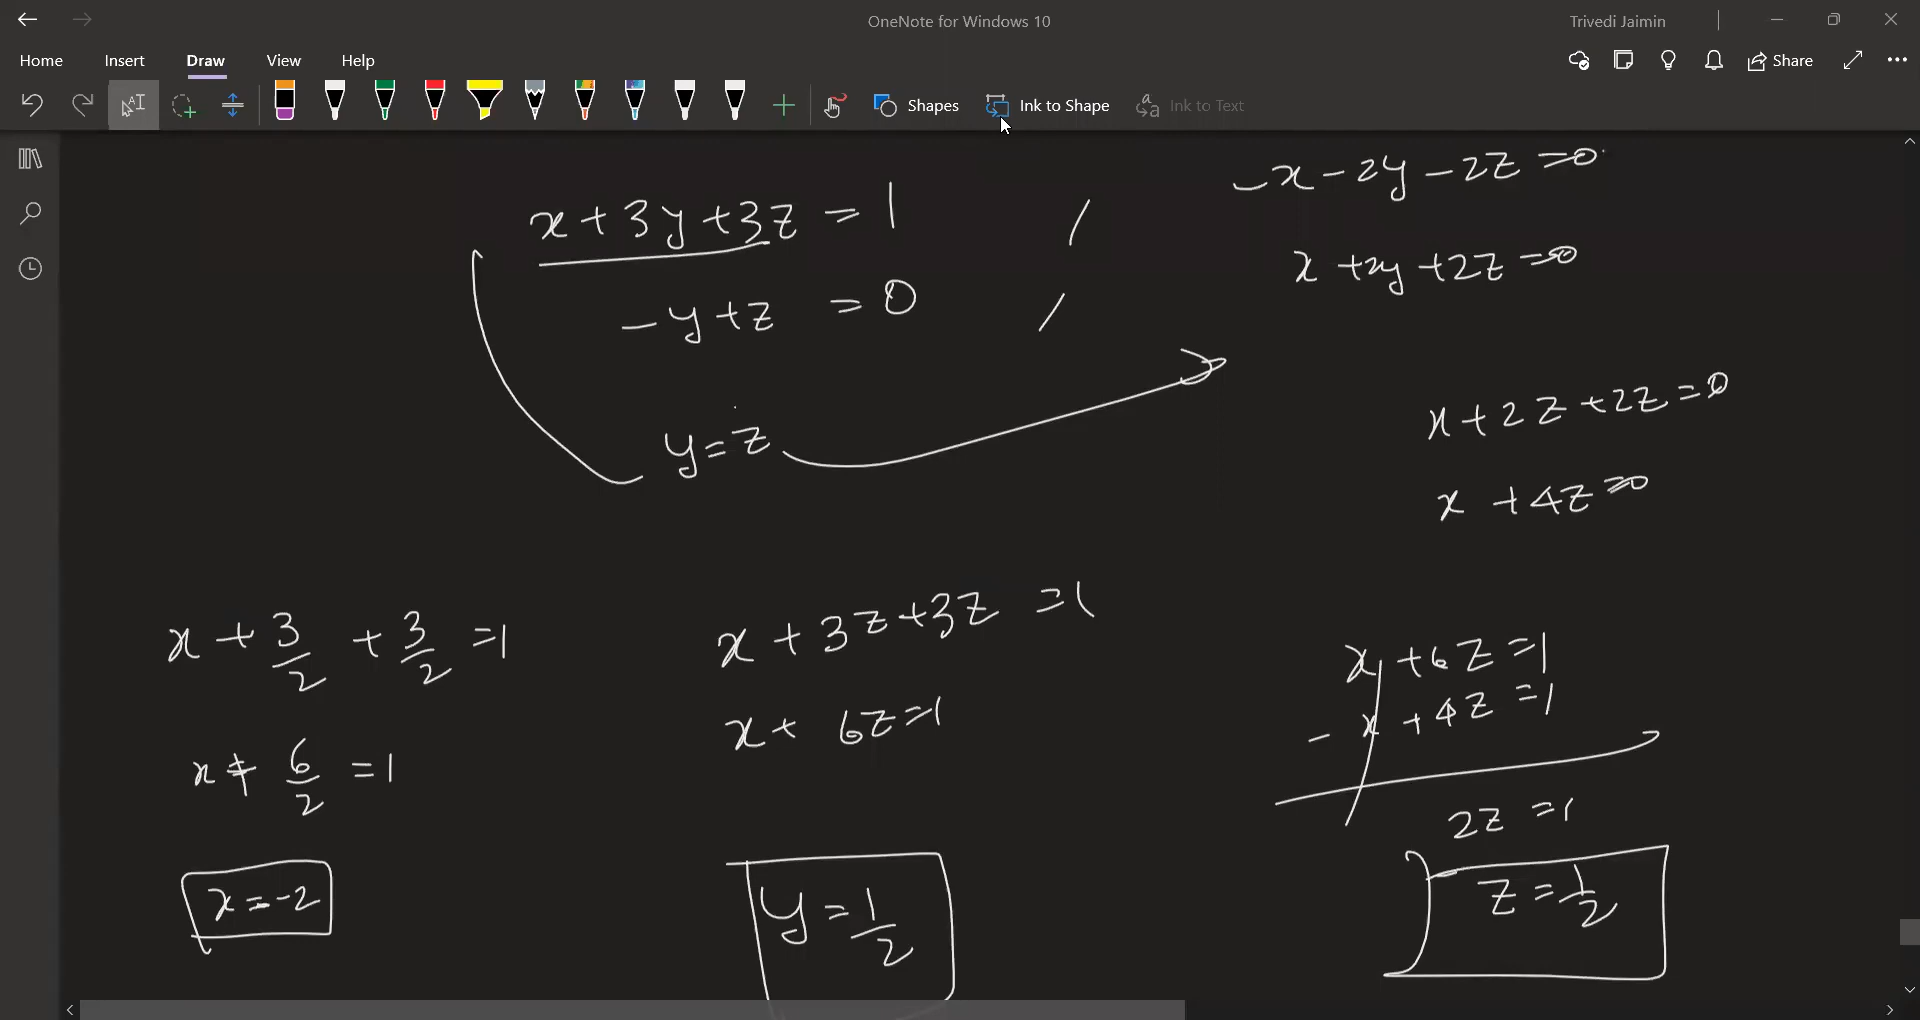 OneNote for Windows 10
Trivedi Jaimin
Home Insert Draw View Help
Share
Shapes Ink to Shape Ink to Text
x + 3y + 3z = 1
- y + z = 0
y = z
-x - 2y - 2z = 0
x + 2y + 2z = 0
x + 2z + 2z = 0
x + 4z = 0
x + 3/2 + 3/2 = 1
x + 6/2 = 1
x = -2
x + 3z + 3z = 1
x + 6z = 1
y = 1/2
x + 6z = 1
- x + 4z = 1
2z = 1
z = 1/2